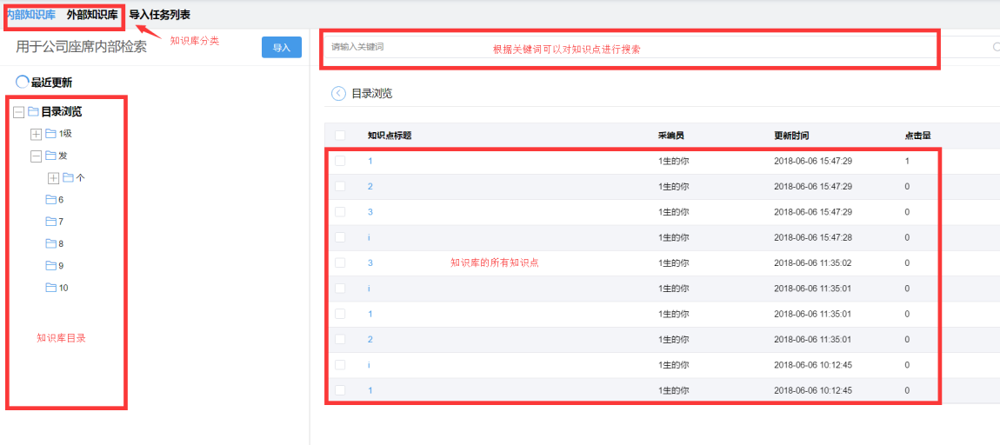 内部知识库 外部知识库 导入任务列表
知识库分类
用于公司座席内部检索 导入
请输入关键词 根据关键词可以对知识点进行搜索
最近更新
目录浏览
1级
发
个
6
7
8
9
10
知识库目录
目录浏览
知识点标题 采编员 更新时间 点击量
1 1生的你 2018-06-06 15:47:29 1
2 1生的你 2018-06-06 15:47:29 0
3 1生的你 2018-06-06 15:47:29 0
i 1生的你 2018-06-06 15:47:28 0
3 知识库的所有知识点 1生的你 2018-06-06 11:35:02 0
i 1生的你 2018-06-06 11:35:01 0
1 1生的你 2018-06-06 11:35:01 0
2 1生的你 2018-06-06 11:35:01 0
i 1生的你 2018-06-06 10:12:45 0
1 1生的你 2018-06-06 10:12:45 0